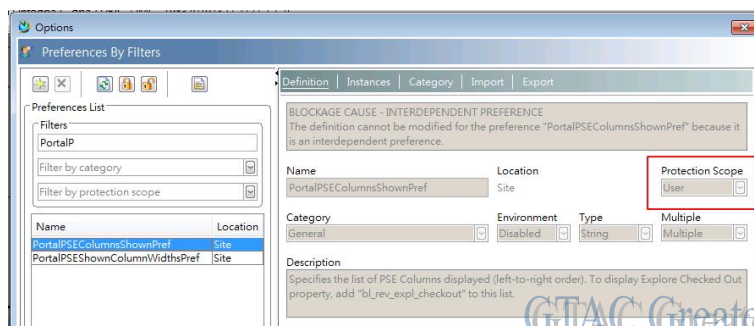 Options
Preferences By Filters
Definition | Instances | Category | Import | Export
Preferences List
Filters
PortalP
Filter by category
Filter by protection scope
Name Location
PortalPSEColumnsShownPref Site
PortalPSEShownColumnWidthsPref Site
BLOCKAGE CAUSE - INTERDEPENDENT PREFERENCE
The definition cannot be modified for the preference "PortalPSEColumnsShownPref" because it
is an interdependent preference.
Name Location Protection Scope
PortalPSEColumnsShownPref Site User
Category Environment Type Multiple
General Disabled String Multiple
Description
Specifies the list of PSE Columns displayed (left-to-right order). To display Explore Checked Out
property, add "bl_rev_expl_checkout" to this list.
GTAC